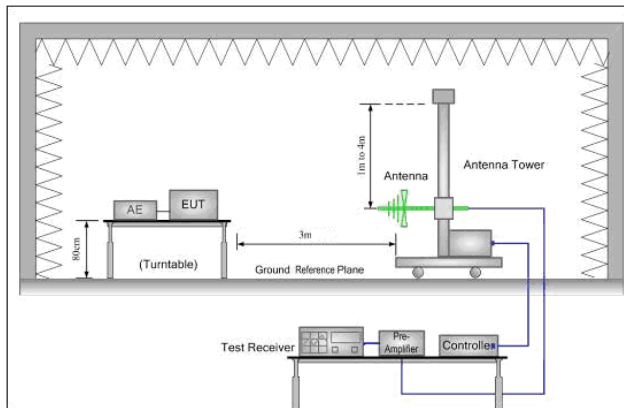 1m to 4m
Antenna
Antenna Tower
AE
EUT
80cm
3m
(Turntable)
Ground Reference Plane
Test Receiver
Pre-
Amplifier
Controller